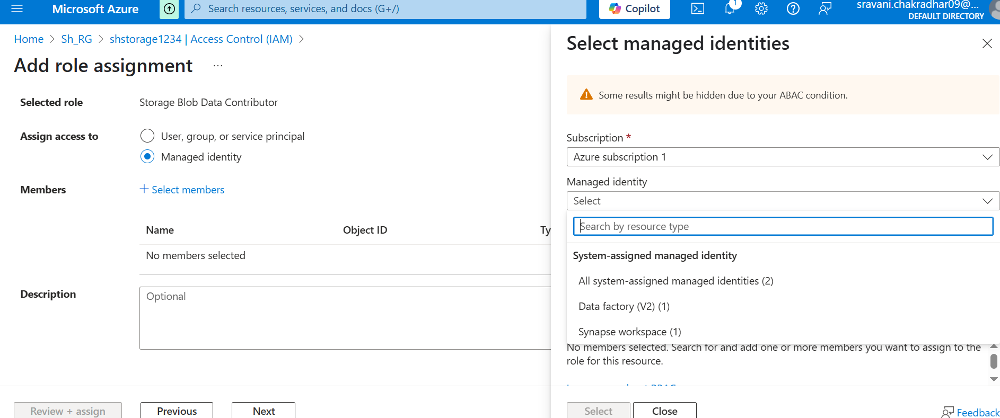 Microsoft Azure
Search resources, services, and docs (G+/)
Copilot
1
sravani.chakradhar09@...
DEFAULT DIRECTORY
Home > Sh_RG > shstorage1234 | Access Control (IAM) >
Add role assignment ...
Selected role
Storage Blob Data Contributor
Assign access to
User, group, or service principal
Managed identity
Members
+ Select members
Name Object ID Ty
No members selected
Description
Optional
Review + assign
Previous
Next
Select managed identities
Some results might be hidden due to your ABAC condition.
Subscription *
Azure subscription 1
Managed identity
Select
Search by resource type
System-assigned managed identity
All system-assigned managed identities (2)
Data factory (V2) (1)
Synapse workspace (1)
No members selected. Search for and add one or more members you want to assign to the
role for this resource.
Select
Close
Feedback